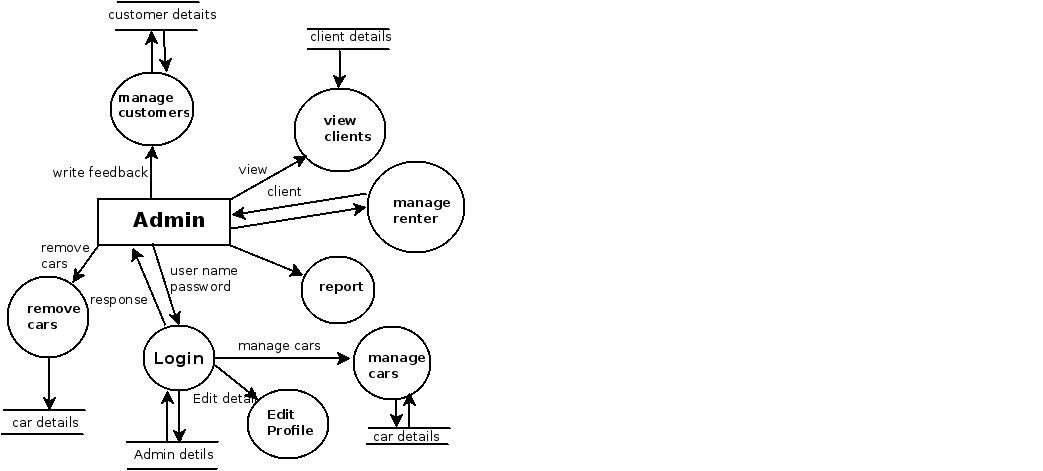 customer detaits
client details
manage
customers
view
clients
write feedback
view
client
manage
renter
Admin
remove
cars
user name
password
report
response
remove
cars
manage cars
Login
manage
cars
Edit detai
Edit
Profile
car details
car details
Admin detils